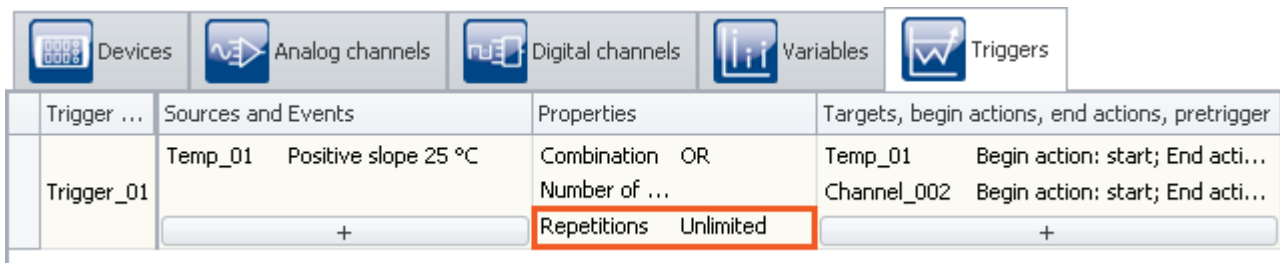 Devices Analog channels Digital channels Variables Triggers
Trigger ... Sources and Events Properties Targets, begin actions, end actions, pretrigger
Temp_01 Positive slope 25 °C Combination OR Temp_01 Begin action: start; End acti...
Trigger_01 Number of ... Channel_002 Begin action: start; End acti...
+ Repetitions Unlimited +